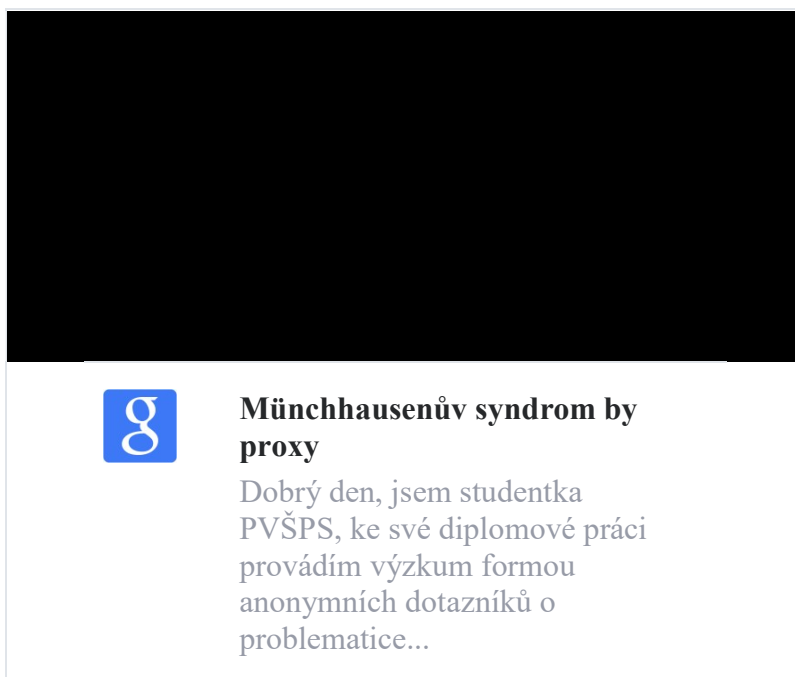 g
Münchhausenův syndrom by
proxy
Dobrý den, jsem studentka
PVŠPS, ke své diplomové práci
provádím výzkum formou
anonymních dotazníků o
problematice...